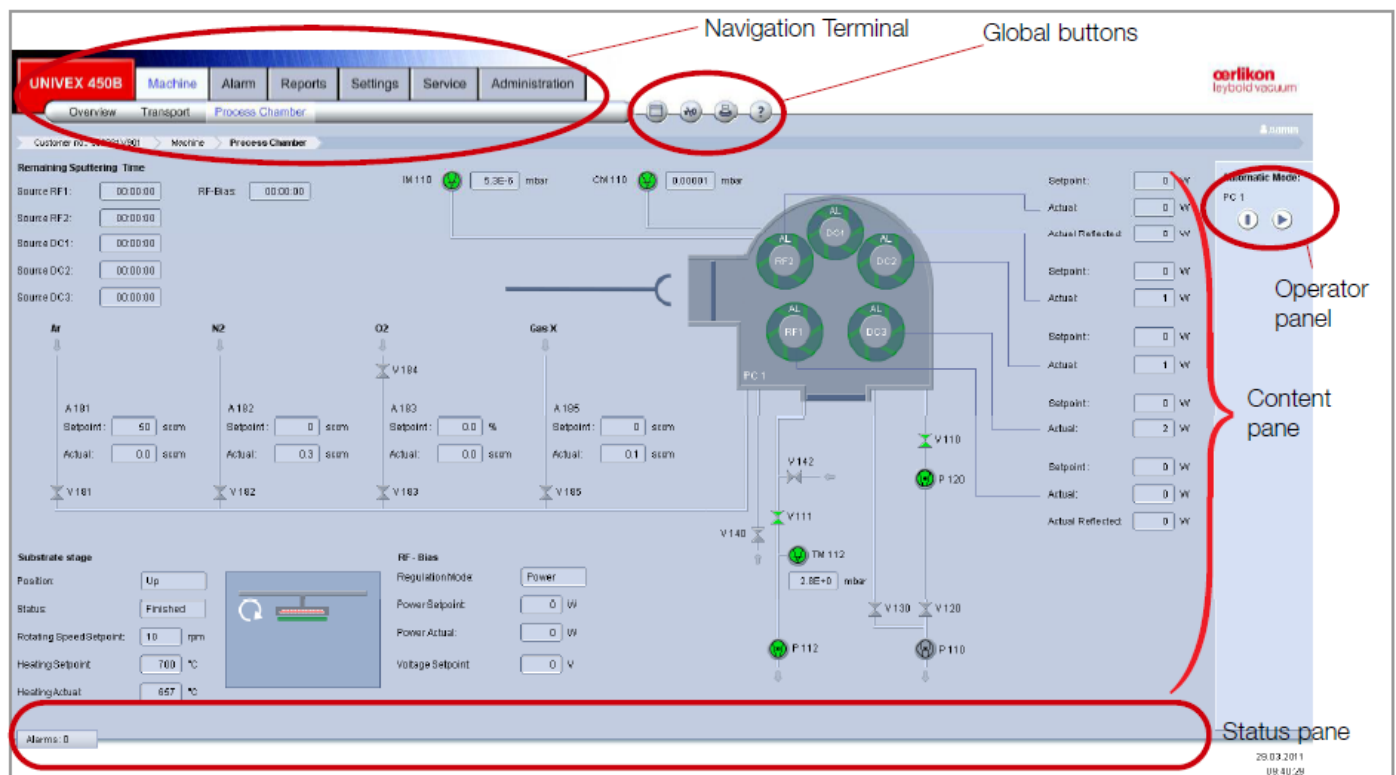 Navigation Terminal
Global buttons
UNIVEX 450B
Machine Alarm Reports Settings Service Administration
œrlikon
leybold vacuum
Overview Transport Process Chamber
?
Customer no.:
Machine
Process Chamber
Remaining Sputtering Time
Source RF1: 00:00:00 RF-Bias: 00:00:00
IM 110 5.3E-6 mbar CM 110 0.00001 mbar
Source RF2: 00:00:00
Source DC1: 00:00:00
Source DC2: 00:00:00
Source DC3: 00:00:00
Setpoint: 0 W
Actual: 0 W
Actual Reflected: 0 W
Setpoint: 0 W
Actual: 1 W
Setpoint: 0 W
Actual: 1 W
Setpoint: 0 W
Actual: 2 W
Setpoint: 0 W
Actual: 0 W
Actual Reflected: 0 W
Automatic Mode:
PC 1
Operator
panel
Content
pane
AL
DC1
AL
RF2
AL
DC2
AL
RF1
AL
DC3
PC 1
Ar N2 O2 Gas X
V 184
A 181 A 182 A 183 A 185
Setpoint: 50 sccm Setpoint: 0 sccm Setpoint: 0.0 % Setpoint: 0 sccm
Actual: 0.0 sccm Actual: 0.3 sccm Actual: 0.0 sccm Actual: 0.1 sccm
V 181 V 182 V 183 V 185
V 110
V 142
P 120
V 111
V 140
TM 112
2.8E+0 mbar
V 130 V 120
P 112 P 110
Substrate stage
Position: Up
Status: Finished
Rotating Speed Setpoint: 10 rpm
Heating Setpoint 700 °C
Heating Actual: 657 °C
RF - Bias
Regulation Mode: Power
Power Setpoint: 0 W
Power Actual: 0 W
Voltage Setpoint 0 V
Alarms: 0
Status pane
29.03.2011
09:40:29